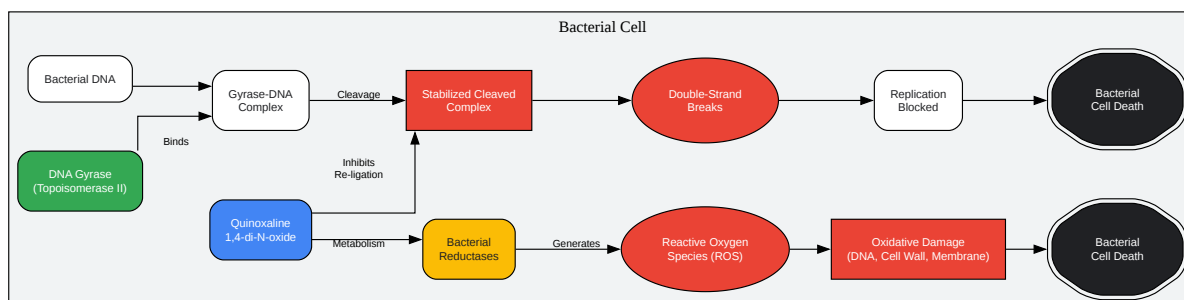 Bacterial Cell
Bacterial DNA
Gyrase-DNA
Complex
Cleavage
Stabilized Cleaved
Complex
Double-Strand
Breaks
Replication
Blocked
Bacterial
Cell Death
Binds
DNA Gyrase
(Topoisomerase II)
Inhibits
Re-ligation
Quinoxaline
1,4-di-N-oxide
Metabolism
Bacterial
Reductases
Generates
Reactive Oxygen
Species (ROS)
Oxidative Damage
(DNA, Cell Wall, Membrane)
Bacterial
Cell Death